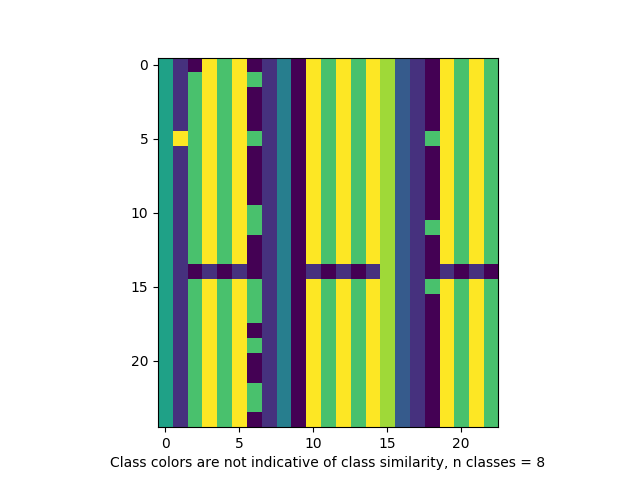 0
5
10
15
20
0 5 10 15 20
Class colors are not indicative of class similarity, n classes = 8